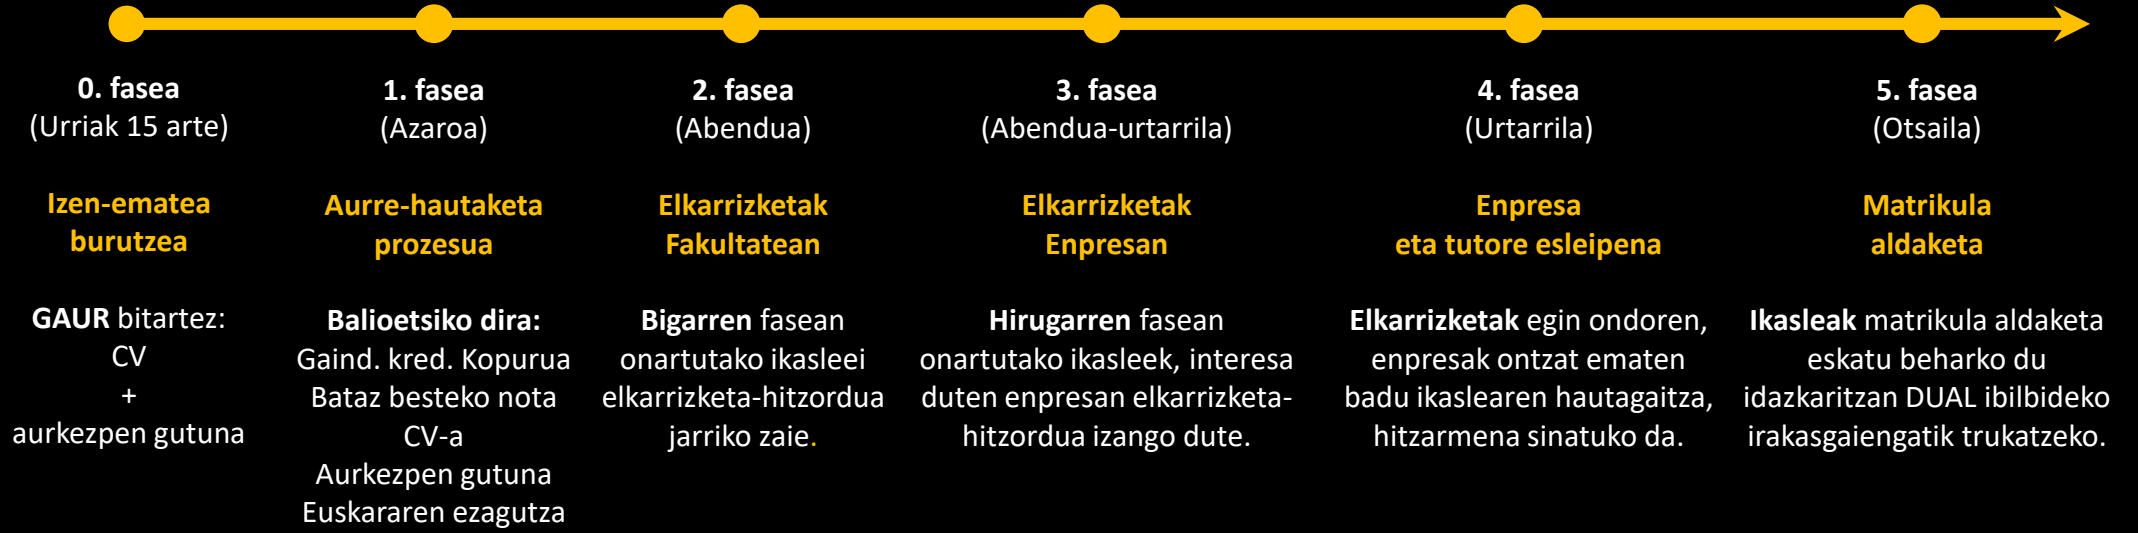 0. fasea
(Urriak 15 arte)
Izen-ematea
burutzea
GAUR bitartez:
CV
+
aurkezpen gutuna
1. fasea
(Azaroa)
Aurre-hautaketa
prozesua
Balioetsiko dira:
Gaind. kred. Kopurua
Bataz besteko nota
CV-a
Aurkezpen gutuna
Euskararen ezagutza
2. fasea
(Abendua)
Elkarrizketak
Fakultatean
Bigarren fasean
onartutako ikasleei
elkarrizketa-hitzordua
jarriko zaie.
3. fasea
(Abendua-urtarrila)
Elkarrizketak
Enpresan
Hirugarren fasean
onartutako ikasleek, interesa
duten enpresan elkarrizketa-
hitzordua izango dute.
4. fasea
(Urtarrila)
Enpresa
eta tutore esleipena
Elkarrizketak egin ondoren,
enpresak ontzat ematen
badu ikaslearen hautagaitza,
hitzarmena sinatuko da.
5. fasea
(Otsaila)
Matrikula
aldaketa
Ikasleak matrikula aldaketa
eskatu beharko du
idazkaritzan DUAL ibilbideko
irakasgaiengatik trukatzeko.